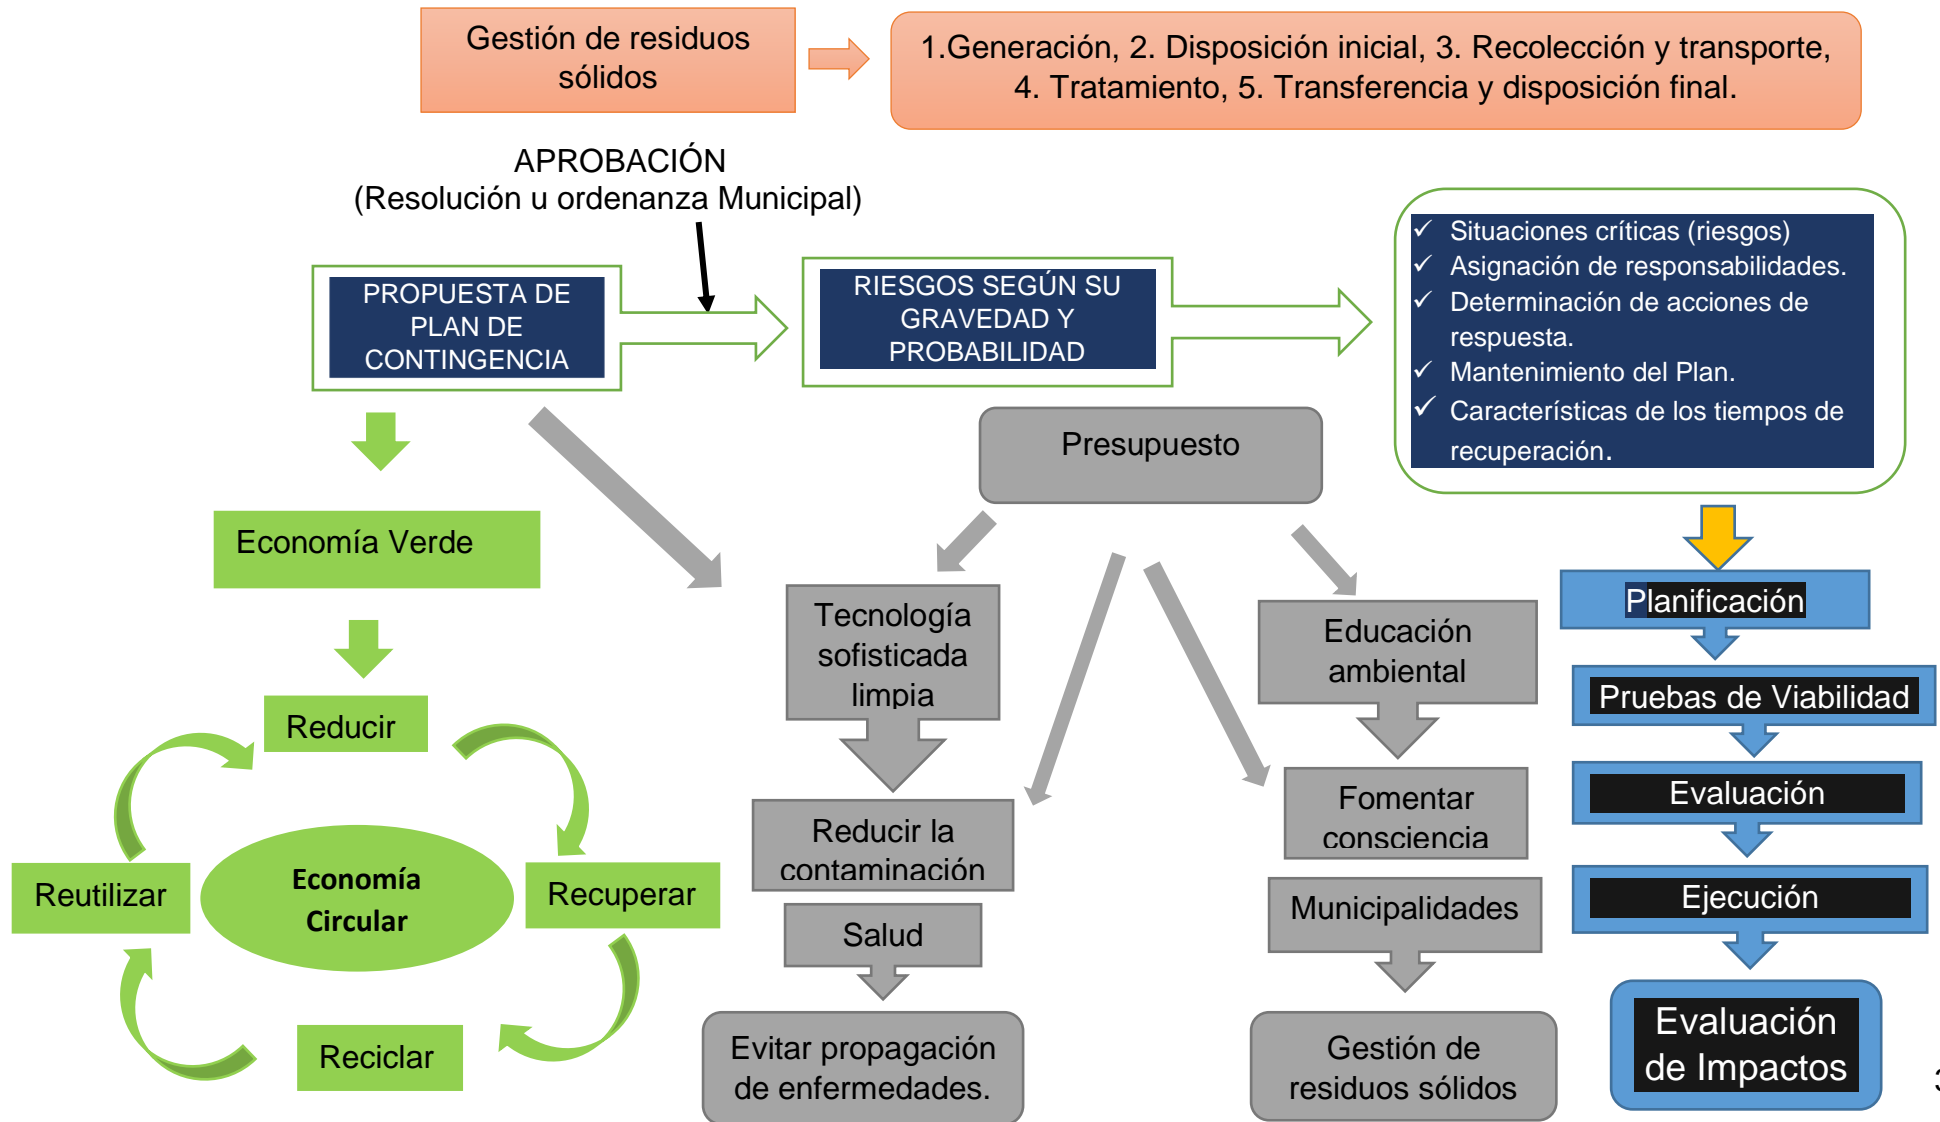 Gestión de residuos
sólidos
1.Generación, 2. Disposición inicial, 3. Recolección y transporte,
4. Tratamiento, 5. Transferencia y disposición final.
APROBACIÓN
(Resolución u ordenanza Municipal)
PROPUESTA DE
PLAN DE
CONTINGENCIA
RIESGOS SEGÚN SU
GRAVEDAD Y
PROBABILIDAD
✓ Situaciones críticas (riesgos)
✓ Asignación de responsabilidades.
✓ Determinación de acciones de
respuesta.
✓ Mantenimiento del Plan.
✓ Características de los tiempos de
recuperación.
Economía Verde
Reducir
Recuperar
Reciclar
Reutilizar
Economía
Circular
Presupuesto
Tecnología
sofisticada
limpia
Reducir la
contaminación
Salud
Evitar propagación
de enfermedades.
Educación
ambiental
Fomentar
consciencia
Municipalidades
Gestión de
residuos sólidos
Planificación
Pruebas de Viabilidad
Evaluación
Ejecución
Evaluación
de Impactos